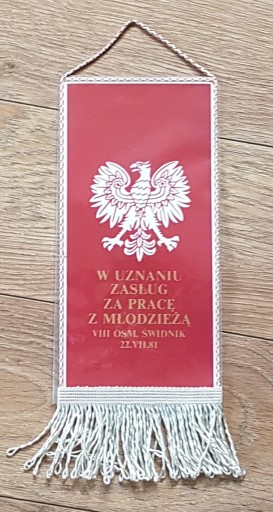 W UZNANIU
ZASŁUG
ZA PRACĘ
Z MŁODZIEŻĄ
VIII OSM. ŚWIDNIK
22.VII.81